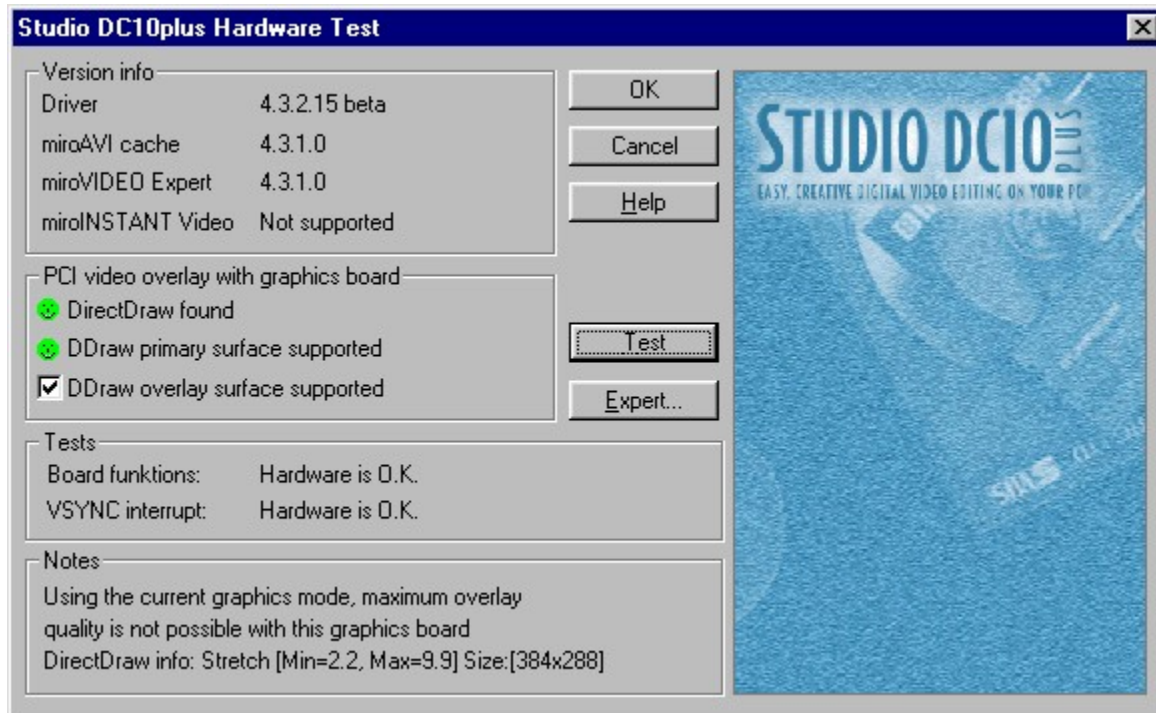 Studio DC10plus Hardware Test
Version info
Driver 4.3.2.15 beta
miroAVI cache 4.3.1.0
miroVIDEO Expert 4.3.1.0
miroINSTANT Video Not supported
PCI video overlay with graphics board
DirectDraw found
DDraw primary surface supported
DDraw overlay surface supported
Tests
Board funktions: Hardware is O.K.
VSYNC interrupt: Hardware is O.K.
Notes
Using the current graphics mode, maximum overlay
quality is not possible with this graphics board
DirectDraw info: Stretch [Min=2.2, Max=9.9] Size:[384x288]
OK
Cancel
Help
Test
Expert...
STUDIO DC10 PLUS
EASY, CREATIVE DIGITAL VIDEO EDITING ON YOUR PC